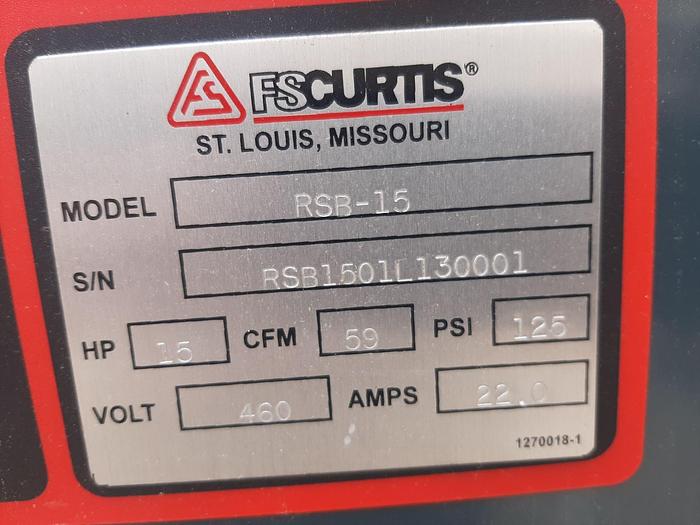 FS FSCURTIS®
ST. LOUIS, MISSOURI
MODEL RSB-15
S/N RSB1501L130001
HP 15 CFM 59 PSI 125
VOLT 460 AMPS 22.0
1270018-1